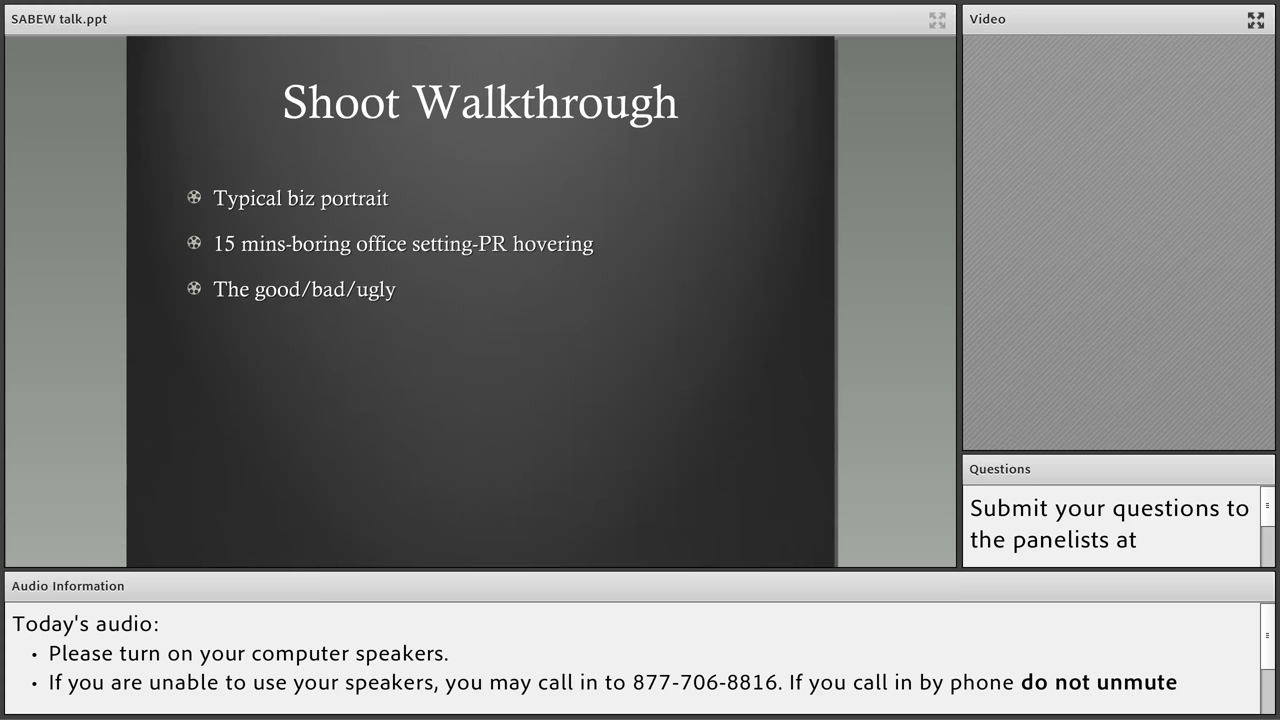 SABEW talk.ppt
Shoot Walkthrough
Typical biz portrait
15 mins-boring office setting-PR hovering
The good/bad/ugly
Video
Questions
Submit your questions to
the panelists at
Audio Information
Today's audio:
• Please turn on your computer speakers.
• If you are unable to use your speakers, you may call in to 877-706-8816. If you call in by phone do not unmute